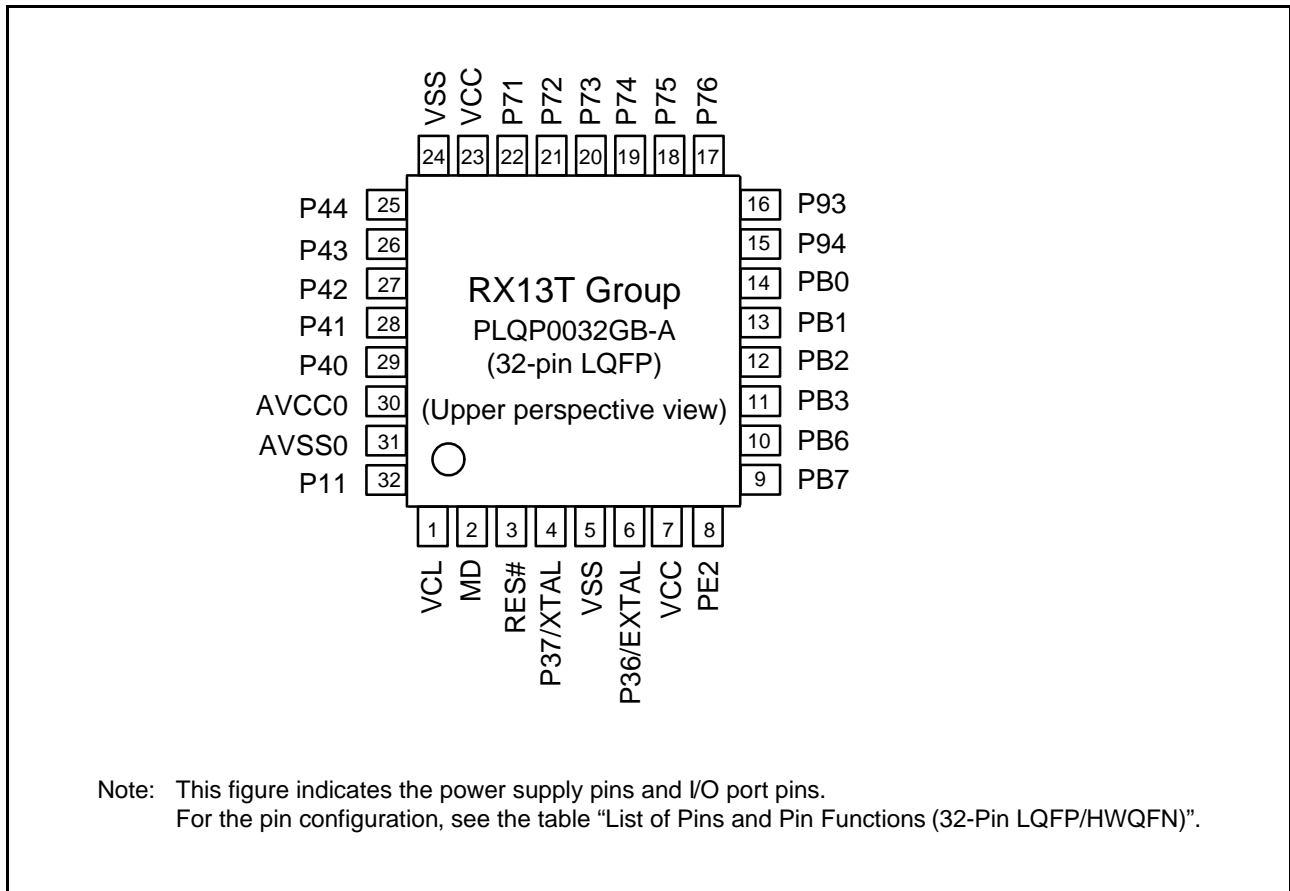 VSS
VCC
P71
P72
P73
P74
P75
P76
24
23
22
21
20
19
18
17
P44 25
P43 26
P42 27
P41 28
P40 29
AVCC0 30
AVSS0 31
P11 32
RX13T Group
PLQP0032GB-A
(32-pin LQFP)
(Upper perspective view)
16 P93
15 P94
14 PB0
13 PB1
12 PB2
11 PB3
10 PB6
9 PB7
1
2
3
4
5
6
7
8
VCL
MD
RES#
P37/XTAL
VSS
P36/EXTAL
VCC
PE2
Note: This figure indicates the power supply pins and I/O port pins.
For the pin configuration, see the table “List of Pins and Pin Functions (32-Pin LQFP/HWQFN)”.